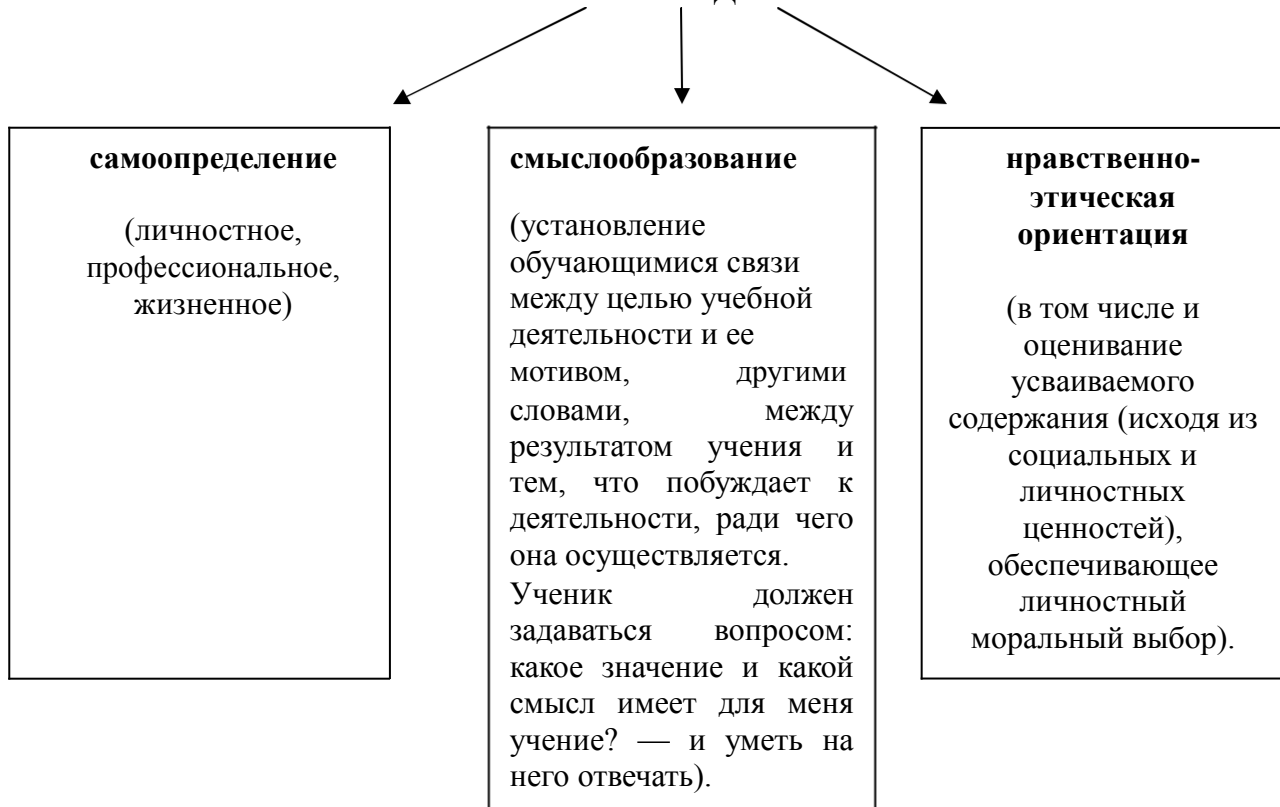 самоопределение
(личностное,
профессиональное,
жизненное)
смыслообразование
(установление
обучающимися связи
между целью учебной
деятельности и ее
мотивом, другими
словами, между
результатом учения и
тем, что побуждает к
деятельности, ради чего
она осуществляется.
Ученик должен
задаваться вопросом:
какое значение и какой
смысл имеет для меня
учение? — и уметь на
него отвечать).
нравственно-
этическая
ориентация
(в том числе и
оценивание
усваиваемого
содержания (исходя из
социальных и
личностных
ценностей),
обеспечивающее
личностный
моральный выбор).